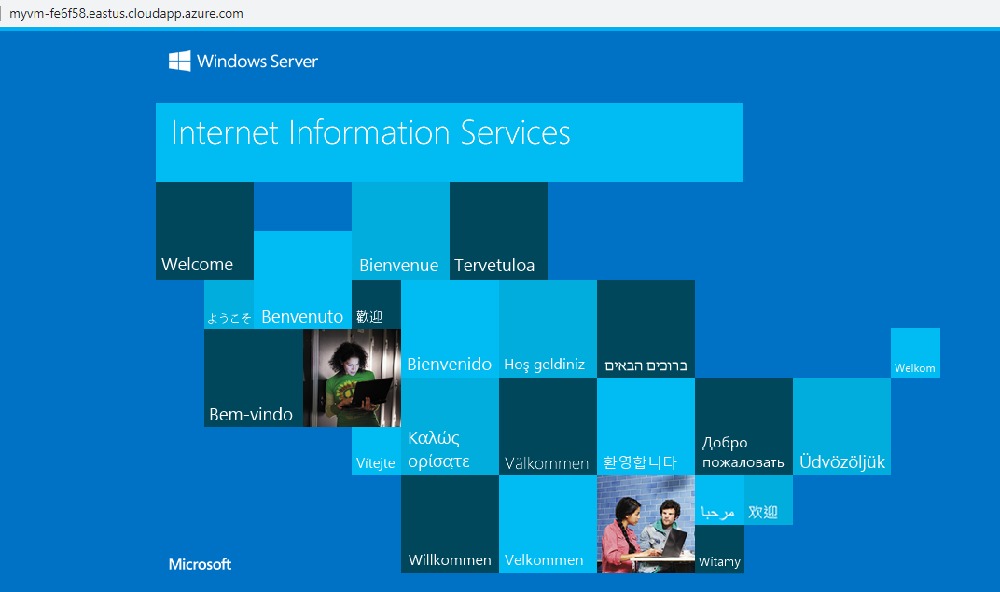 myvm-fe6f58.eastus.cloudapp.azure.com
Windows Server
Internet Information Services
Welcome
Bienvenue
Tervetuloa
ようこそ
Benvenuto
歡迎
Bienvenido
Hoş geldiniz
ברוכים הבאים
Welkom
Bem-vindo
Vítejte
Καλώς
ορίσατε
Välkommen
환영합니다
Добро
пожаловать
Üdvözöljük
Willkommen
Velkommen
مرحبا
欢迎
Witamy
Microsoft